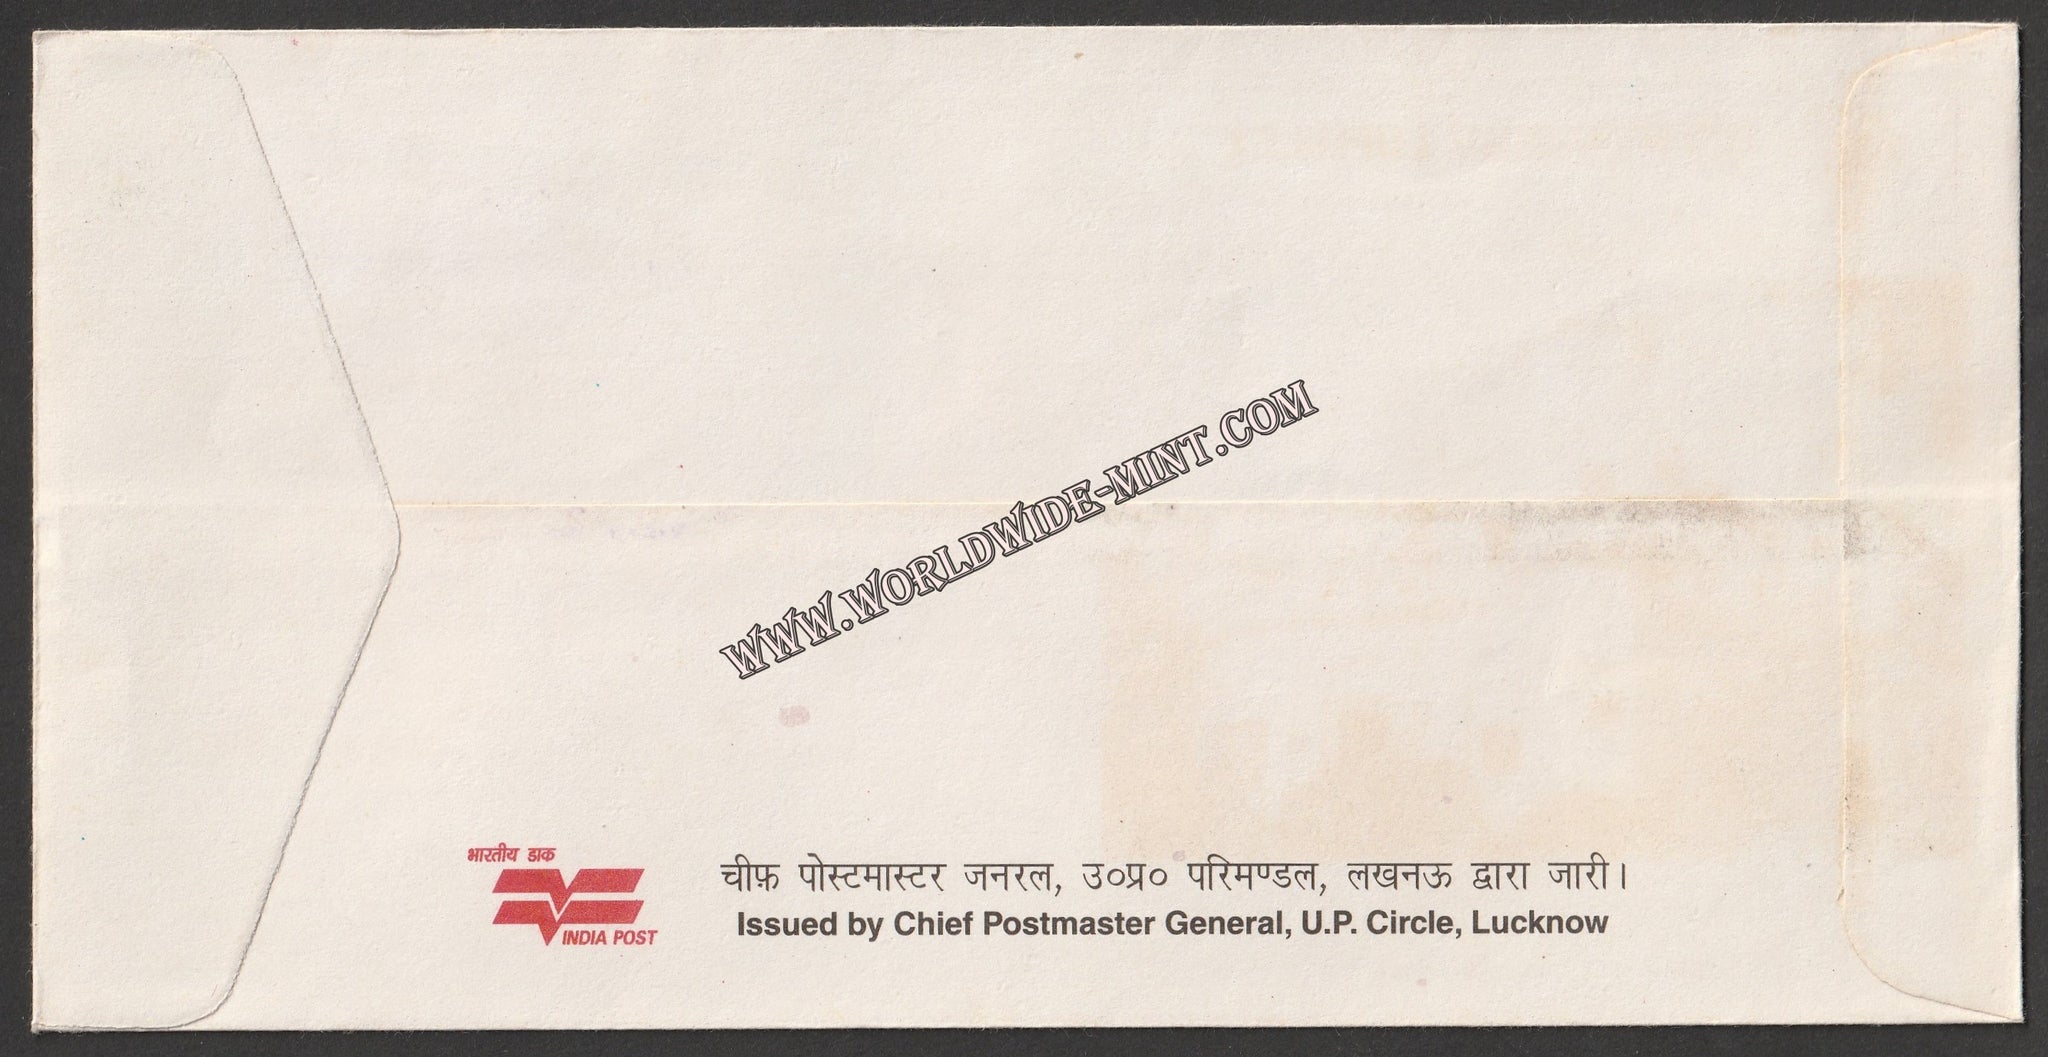 WWW.WORLDWIDE-MINT.COM
भारतीय डाक
INDIA POST
चीफ़ पोस्टमास्टर जनरल, उ०प्र० परिमण्डल, लखनऊ द्वारा जारी।
Issued by Chief Postmaster General, U.P. Circle, Lucknow